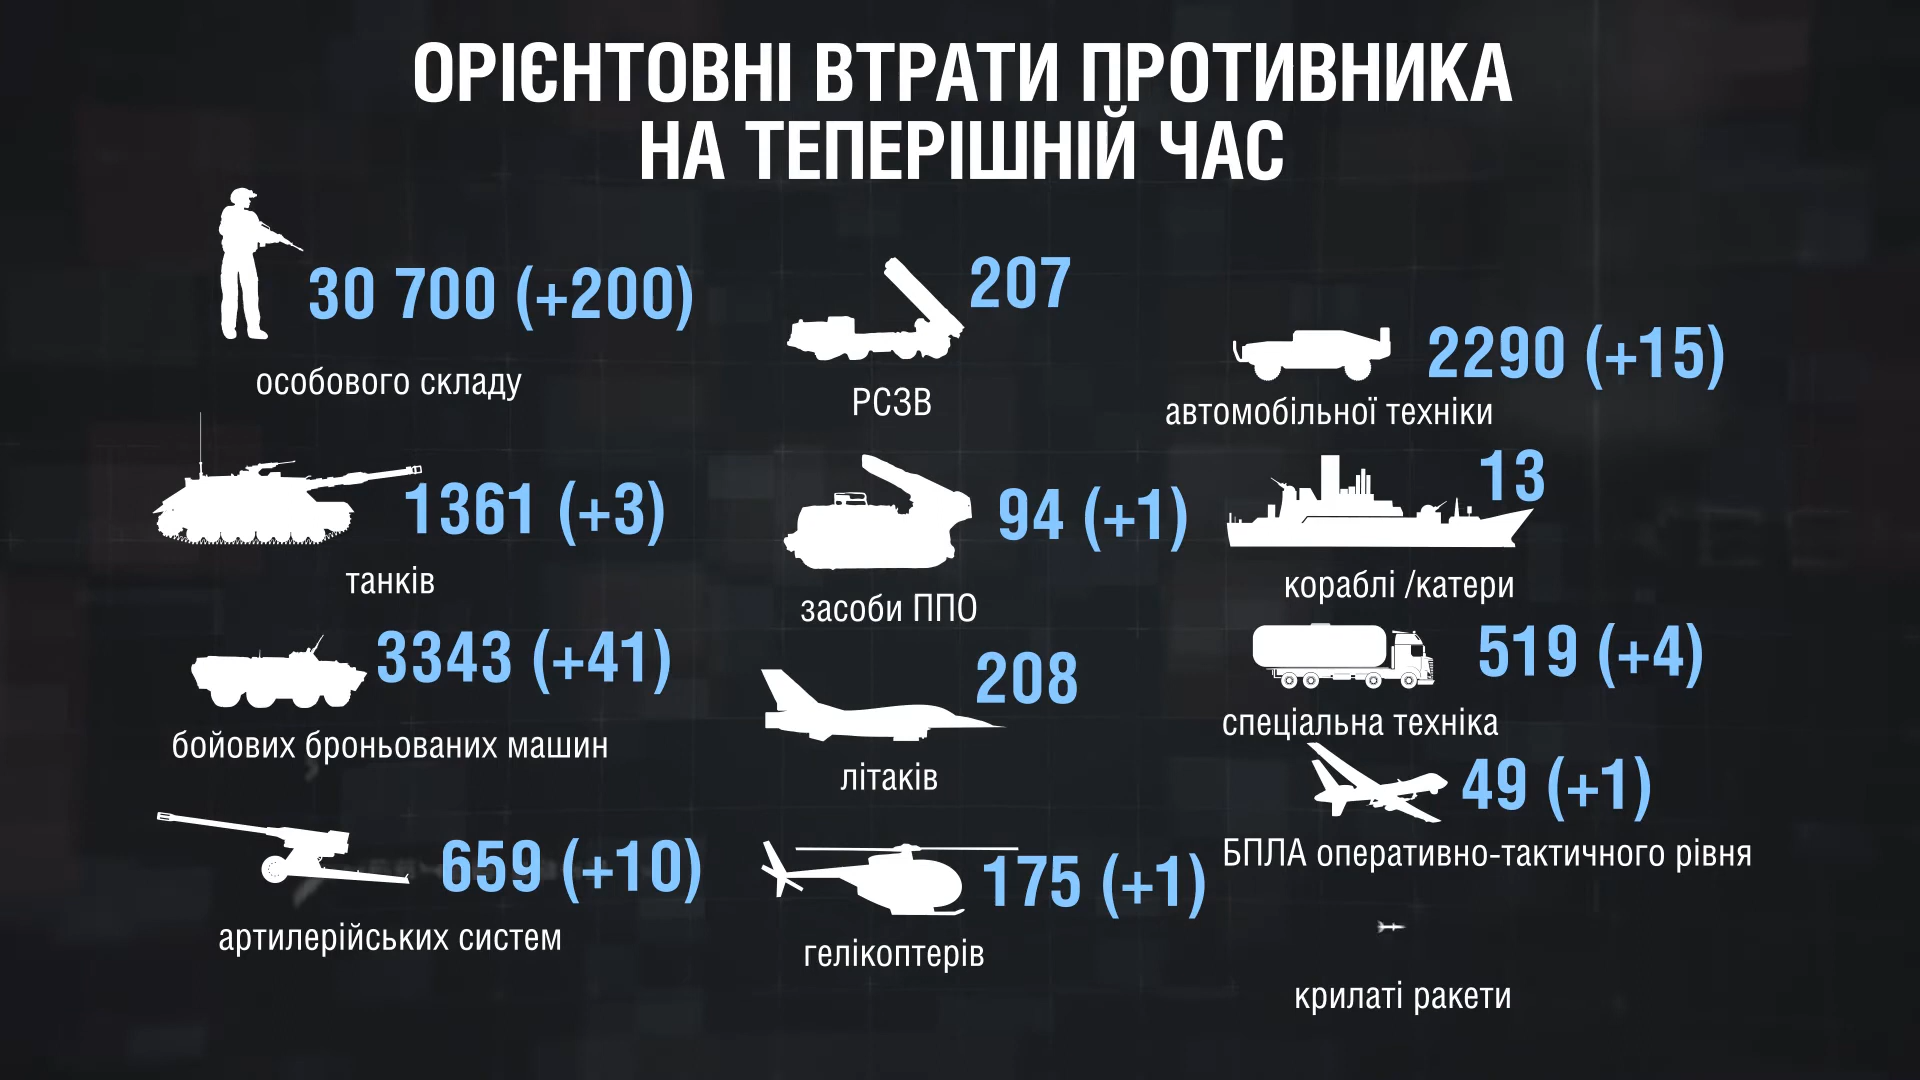 ОРІЄНТОВНІ ВТРАТИ ПРОТИВНИКА
НА ТЕПЕРІШНІЙ ЧАС
30 700 (+200)
особового складу
1361 (+3)
танків
3343 (+41)
бойових броньованих машин
659 (+10)
артилерійських систем
207
РСЗВ
94 (+1)
засоби ППО
208
літаків
175 (+1)
гелікоптерів
2290 (+15)
автомобільної техніки
13
кораблі /катери
519 (+4)
спеціальна техніка
49 (+1)
БПЛА оперативно-тактичного рівня
крилаті ракети